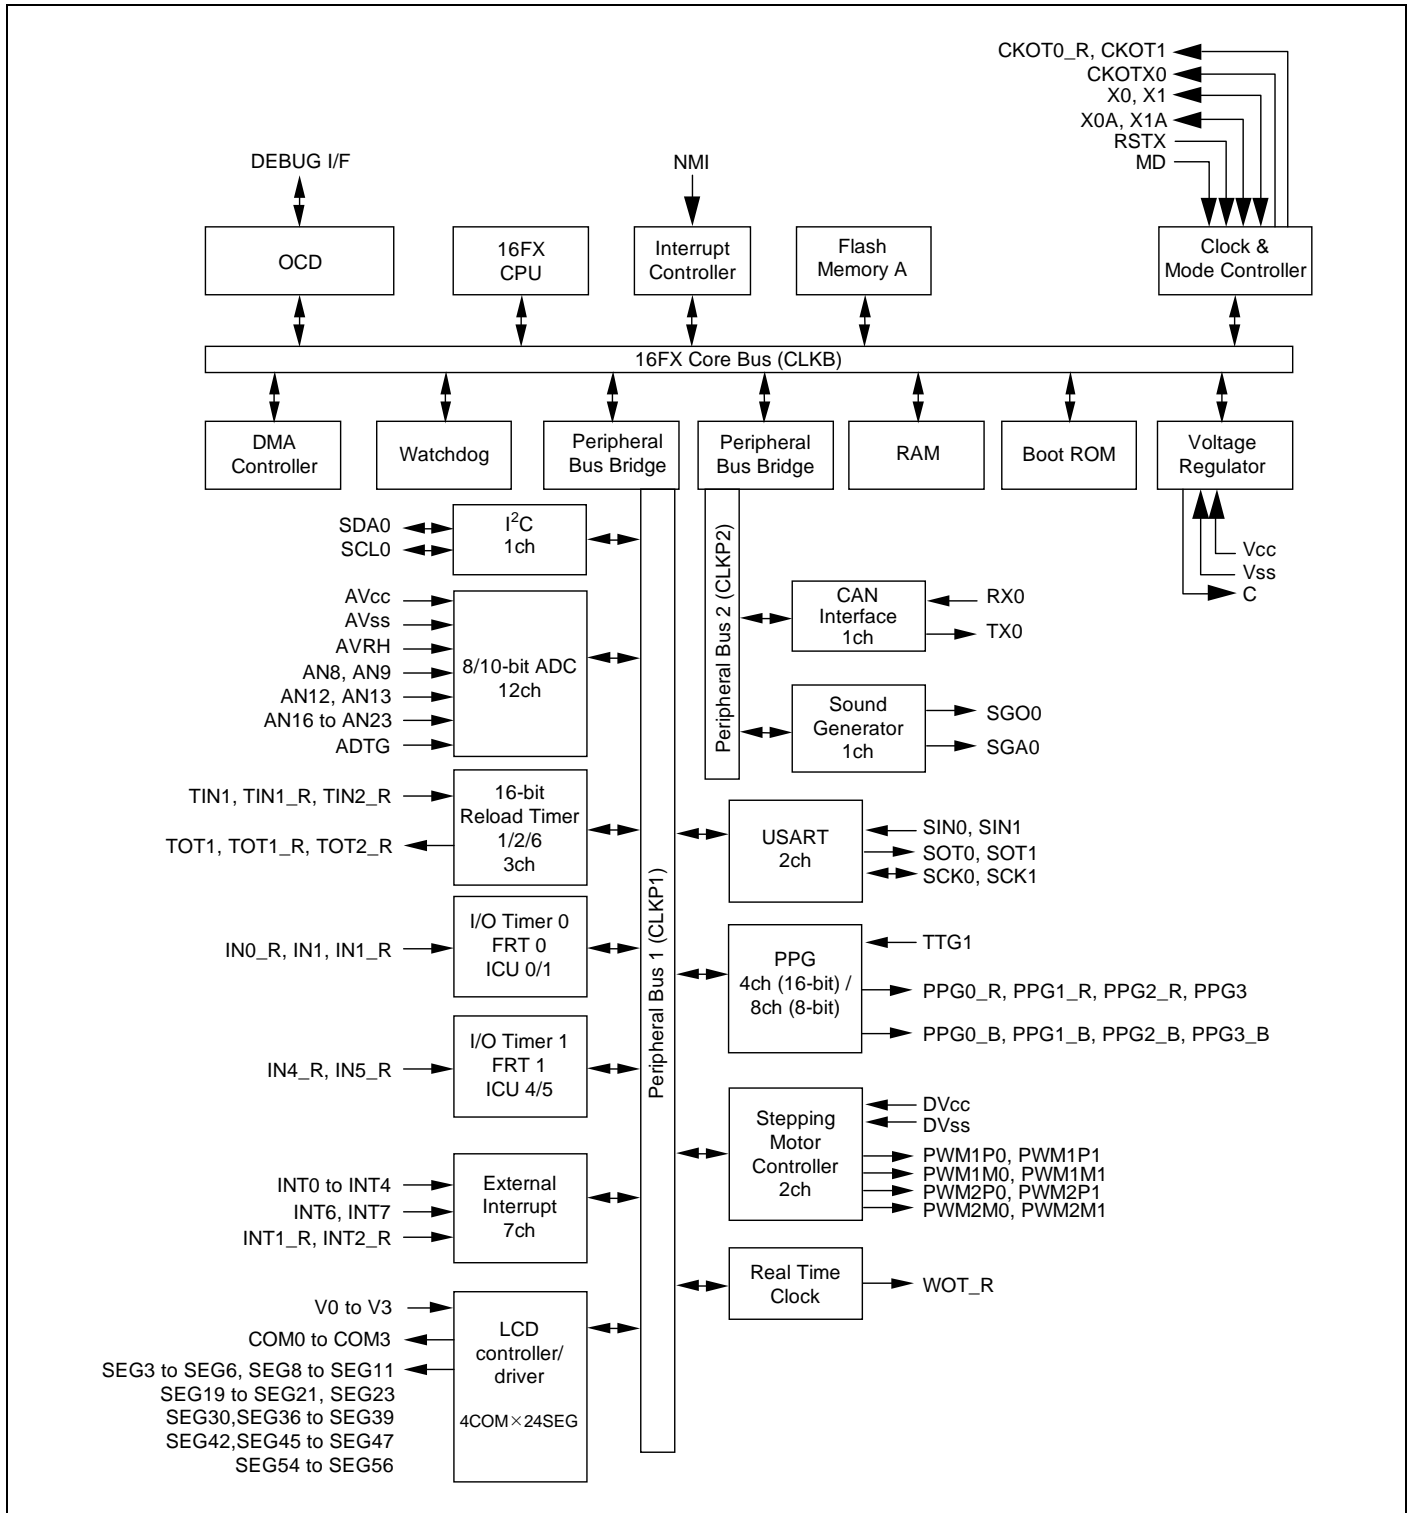 CKOT0_R, CKOT1
CKOTX0
X0, X1
X0A, X1A
RSTX
MD
DEBUG I/F
NMI
OCD
16FX
CPU
Interrupt
Controller
Flash
Memory A
Clock &
Mode Controller
16FX Core Bus (CLKB)
DMA
Controller
Watchdog
Peripheral
Bus Bridge
Peripheral
Bus Bridge
RAM
Boot ROM
Voltage
Regulator
Vcc
Vss
C
Peripheral Bus 1 (CLKP1)
Peripheral Bus 2 (CLKP2)
SDA0
SCL0
I²C
1ch
AVcc
AVss
AVRH
AN8, AN9
AN12, AN13
AN16 to AN23
ADTG
8/10-bit ADC
12ch
TIN1, TIN1_R, TIN2_R
TOT1, TOT1_R, TOT2_R
16-bit
Reload Timer
1/2/6
3ch
IN0_R, IN1, IN1_R
I/O Timer 0
FRT 0
ICU 0/1
IN4_R, IN5_R
I/O Timer 1
FRT 1
ICU 4/5
INT0 to INT4
INT6, INT7
INT1_R, INT2_R
External
Interrupt
7ch
V0 to V3
COM0 to COM3
SEG3 to SEG6, SEG8 to SEG11
SEG19 to SEG21, SEG23
SEG30,SEG36 to SEG39
SEG42,SEG45 to SEG47
SEG54 to SEG56
LCD
controller/
driver
4COM×24SEG
CAN
Interface
1ch
RX0
TX0
Sound
Generator
1ch
SGO0
SGA0
USART
2ch
SIN0, SIN1
SOT0, SOT1
SCK0, SCK1
PPG
4ch (16-bit) /
8ch (8-bit)
TTG1
PPG0_R, PPG1_R, PPG2_R, PPG3
PPG0_B, PPG1_B, PPG2_B, PPG3_B
Stepping
Motor
Controller
2ch
DVcc
DVss
PWM1P0, PWM1P1
PWM1M0, PWM1M1
PWM2P0, PWM2P1
PWM2M0, PWM2M1
Real Time
Clock
WOT_R